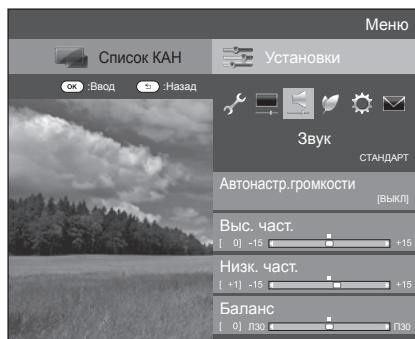 Меню
Список КАН
Установки
OK :Ввод
:Назад
Звук
СТАНДАРТ
Автонастр.громкости
[ВЫКЛ]
Выс. част.
[ 0] -15 +15
Низк. част.
[ +1] -15 +15
Баланс
[ 0] Л30 П30